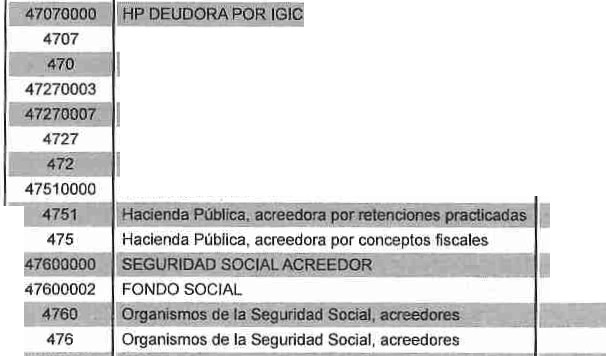 47070000 HP DEUDORA POR IGIC
4707
470
47270003
47270007
4727
472
47510000
4751 Hacienda Pública, acreedora por retenciones practicadas
475 Hacienda Pública, acreedora por conceptos fiscales
47600000 SEGURIDAD SOCIAL ACREEDOR
47600002 FONDO SOCIAL
4760 Organismos de la Seguridad Social, acreedores
476 Organismos de la Seguridad Social, acreedores